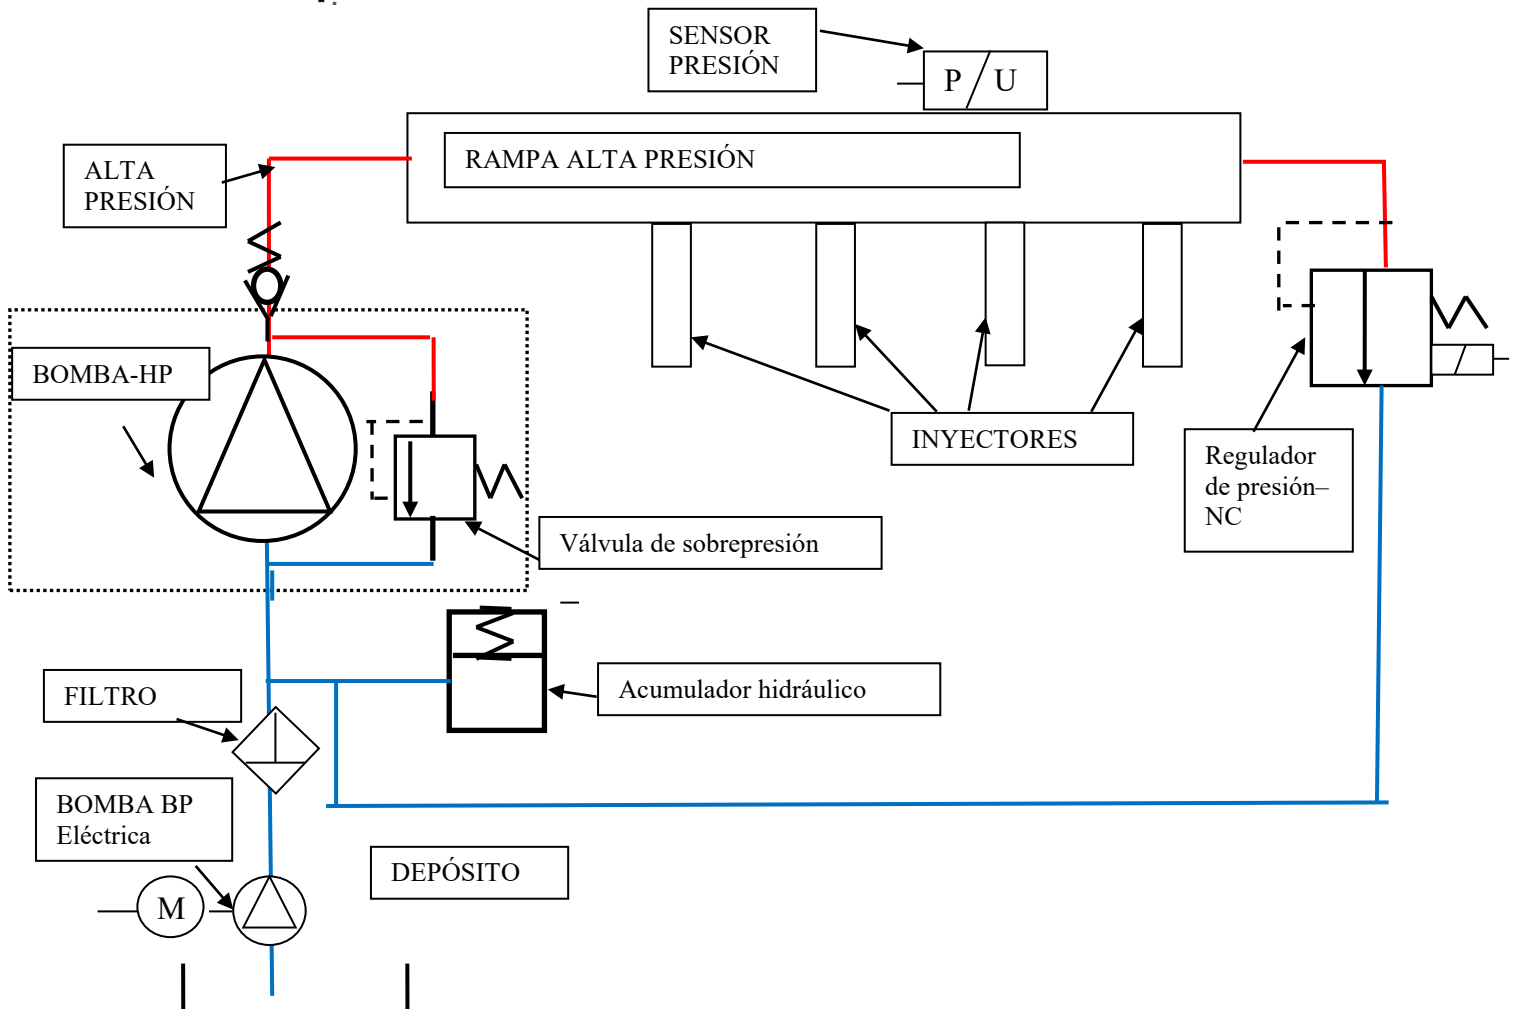 SENSOR
PRESIÓN
P / U
RAMPA ALTA PRESIÓN
ALTA
PRESIÓN
BOMBA-HP
INYECTORES
Regulador
de presión–
NC
Válvula de sobrepresión
FILTRO
Acumulador hidráulico
BOMBA BP
Eléctrica
DEPÓSITO
M